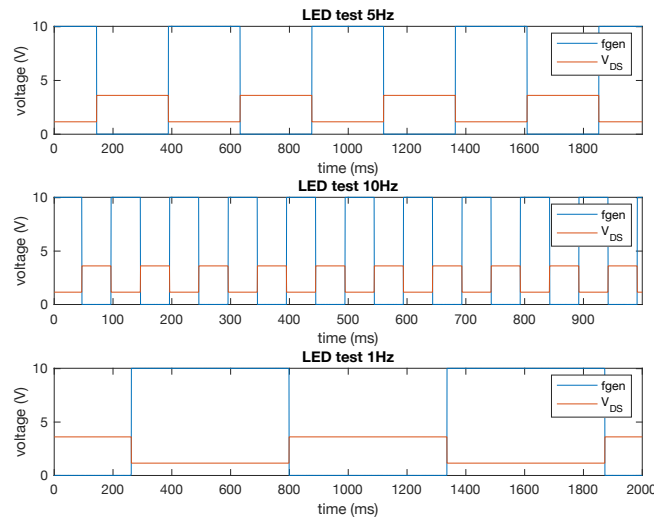 LED test 5Hz
10
5
0
voltage (V)
fgen
V_DS
0 200 400 600 800 1000 1200 1400 1600 1800
time (ms)
LED test 10Hz
10
5
0
voltage (V)
fgen
V_DS
0 100 200 300 400 500 600 700 800 900
time (ms)
LED test 1Hz
10
5
0
voltage (V)
fgen
V_DS
0 200 400 600 800 1000 1200 1400 1600 1800 2000
time (ms)